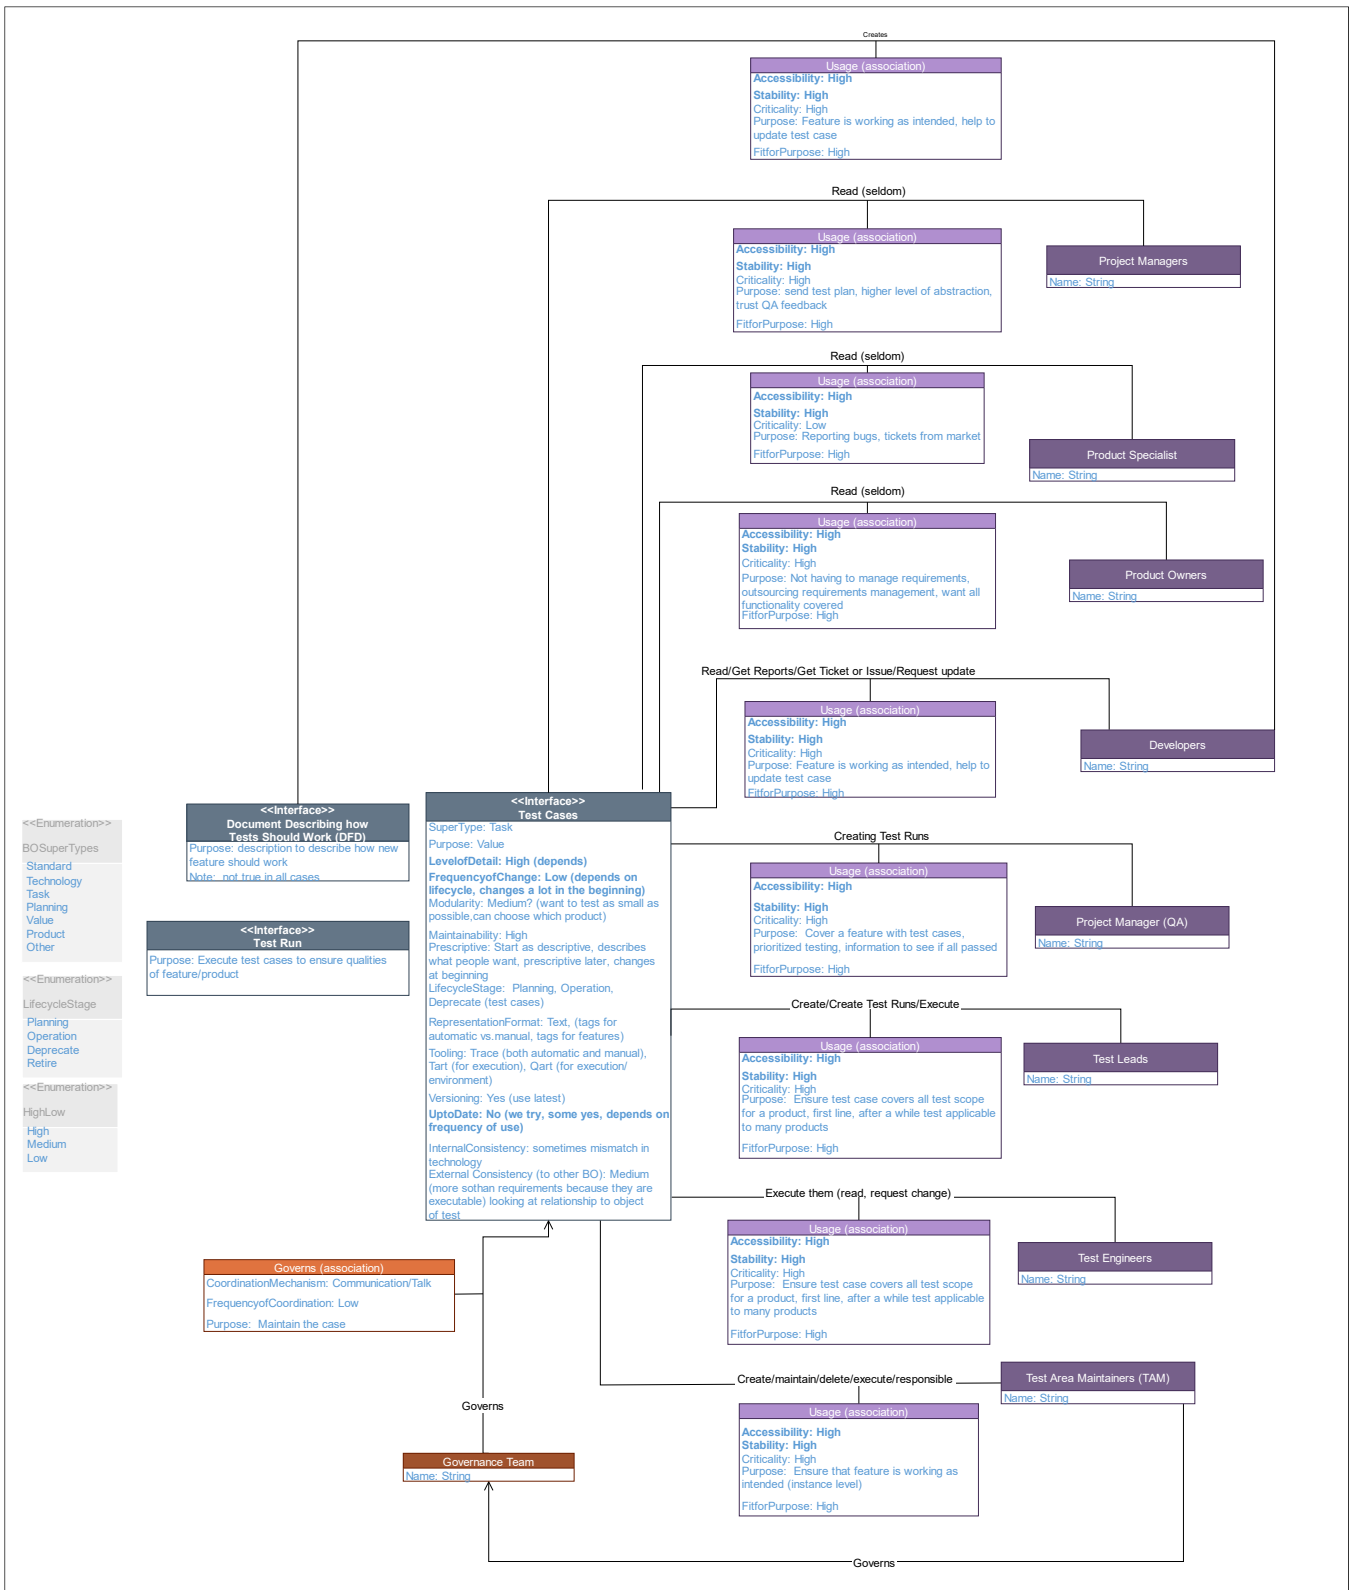 Creates
Usage (association)
Accessibility: High
Stability: High
Criticality: High
Purpose: Feature is working as intended, help to
update test case
FitforPurpose: High
Read (seldom)
Usage (association)
Accessibility: High
Stability: High
Criticality: High
Purpose: send test plan, higher level of abstraction,
trust QA feedback
FitforPurpose: High
Project Managers
Name: String
Read (seldom)
Usage (association)
Accessibility: High
Stability: High
Criticality: Low
Purpose: Reporting bugs, tickets from market
FitforPurpose: High
Product Specialist
Name: String
Read (seldom)
Usage (association)
Accessibility: High
Stability: High
Criticality: High
Purpose: Not having to manage requirements,
outsourcing requirements management, want all
functionality covered
FitforPurpose: High
Product Owners
Name: String
Read/Get Reports/Get Ticket or Issue/Request update
Usage (association)
Accessibility: High
Stability: High
Criticality: High
Purpose: Feature is working as intended, help to
update test case
FitforPurpose: High
Developers
Name: String
<<Enumeration>>
BOSuperTypes
Standard
Technology
Task
Planning
Value
Product
Other
<<Enumeration>>
LifecycleStage
Planning
Operation
Deprecate
Retire
<<Enumeration>>
HighLow
High
Medium
Low
<<Interface>>
Document Describing how
Tests Should Work (DFD)
Purpose: description to describe how new
feature should work
Note:  not true in all cases
<<Interface>>
Test Run
Purpose: Execute test cases to ensure qualities
of feature/product
<<Interface>>
Test Cases
SuperType: Task
Purpose: Value
LevelofDetail: High (depends)
FrequencyofChange: Low (depends on
lifecycle, changes a lot in the beginning)
Modularity: Medium? (want to test as small as
possible,can choose which product)
Maintainability: High
Prescriptive: Start as descriptive, describes
what people want, prescriptive later, changes
at beginning
LifecycleStage:  Planning, Operation,
Deprecate (test cases)
RepresentationFormat: Text, (tags for
automatic vs.manual, tags for features)
Tooling: Trace (both automatic and manual),
Tart (for execution), Qart (for execution/
environment)
Versioning: Yes (use latest)
UptoDate: No (we try, some yes, depends on
frequency of use)
InternalConsistency: sometimes mismatch in
technology
External Consistency (to other BO): Medium
(more sothan requirements because they are
executable) looking at relationship to object
of test
Creating Test Runs
Usage (association)
Accessibility: High
Stability: High
Criticality: High
Purpose:  Cover a feature with test cases,
prioritized testing, information to see if all passed
FitforPurpose: High
Project Manager (QA)
Name: String
Create/Create Test Runs/Execute
Usage (association)
Accessibility: High
Stability: High
Criticality: High
Purpose:  Ensure test case covers all test scope
for a product, first line, after a while test applicable
to many products
FitforPurpose: High
Test Leads
Name: String
Execute them (read, request change)
Usage (association)
Accessibility: High
Stability: High
Criticality: High
Purpose:  Ensure test case covers all test scope
for a product, first line, after a while test applicable
to many products
FitforPurpose: High
Test Engineers
Name: String
Governs (association)
CoordinationMechanism: Communication/Talk
FrequencyofCoordination: Low
Purpose:  Maintain the case
Create/maintain/delete/execute/responsible
Usage (association)
Accessibility: High
Stability: High
Criticality: High
Purpose:  Ensure that feature is working as
intended (instance level)
FitforPurpose: High
Test Area Maintainers (TAM)
Name: String
Governs
Governance Team
Name: String
Governs